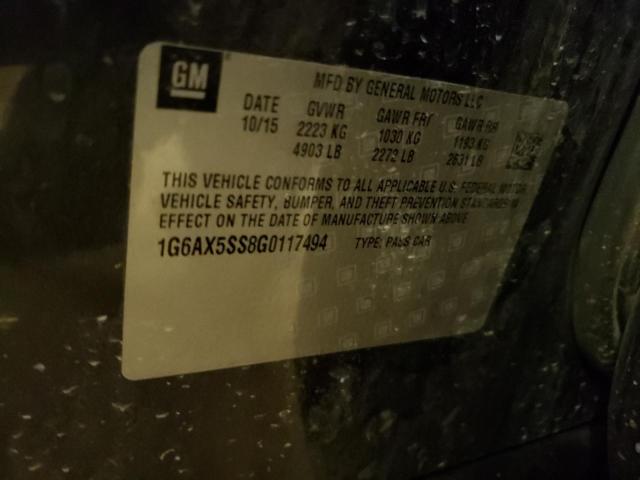 GM
MFD BY GENERAL MOTORS LLC
DATE GVWR GAWR FRT GAWR RR
10/15 2223 KG 1030 KG 1193 KG
4903 LB 2272 LB 2631 LB
THIS VEHICLE CONFORMS TO ALL APPLICABLE U.S. FEDERAL MOTOR
VEHICLE SAFETY, BUMPER, AND THEFT PREVENTION STANDARDS IN
EFFECT ON THE DATE OF MANUFACTURE SHOWN ABOVE
1G6AX5SS8G0117494 TYPE: PASS CAR